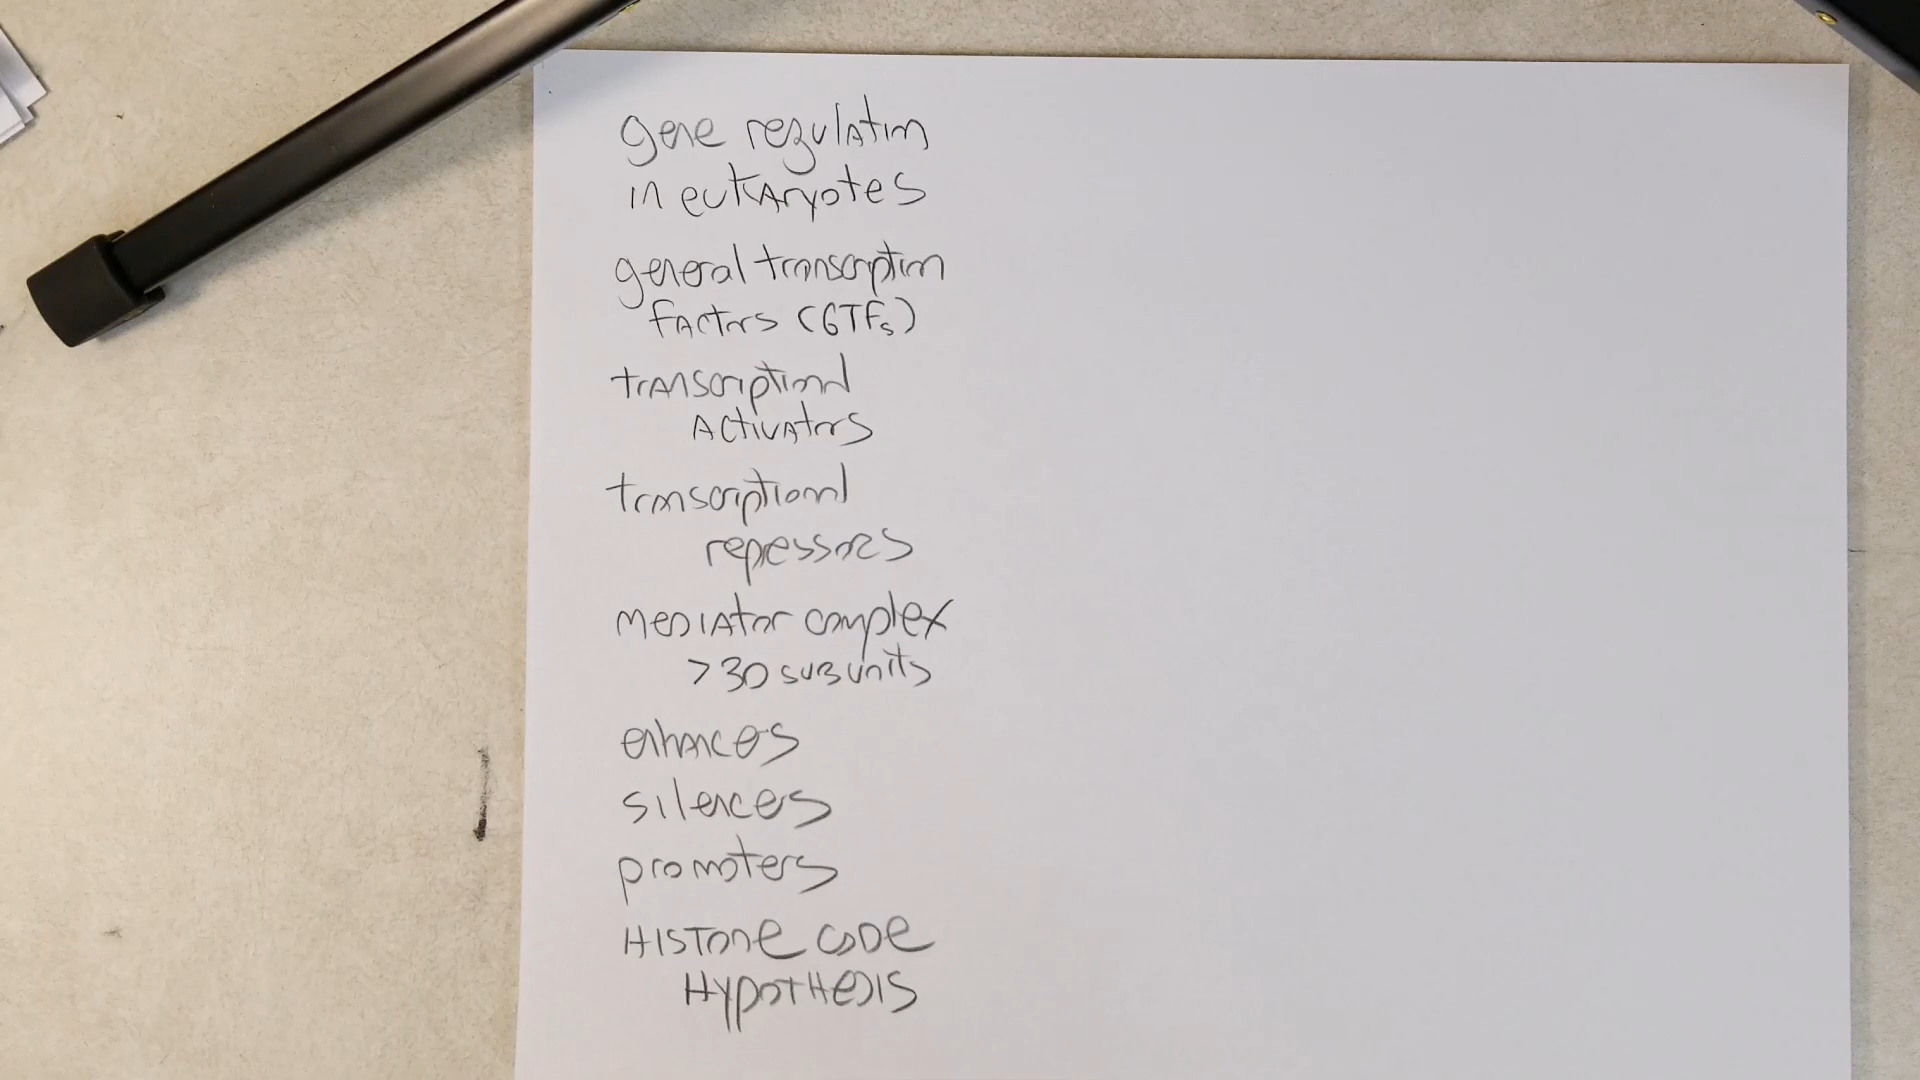 gene regulation
in eukaryotes
general transcription
factors (GTFs)
transcriptional
activators
transcriptional
repressors
mediator complex
>30 subunits
enhancers
silencers
promoters
Histone code
Hypothesis